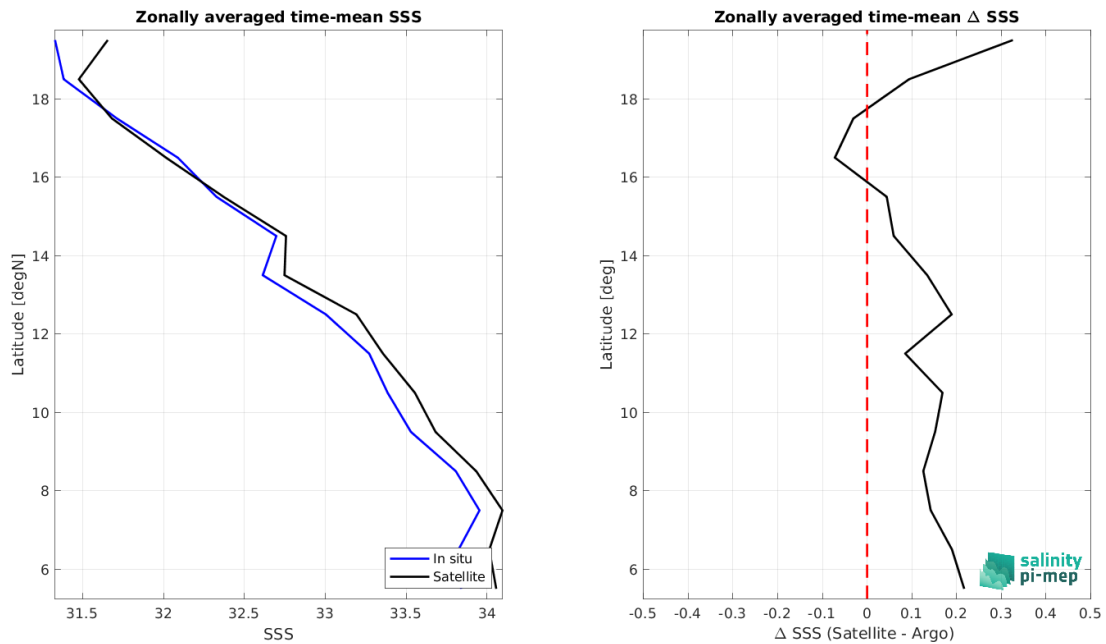 Zonally averaged time-mean SSS
18
16
14
12
10
8
6
Latitude [degN]
31.5 32 32.5 33 33.5 34
SSS
In situ
Satellite
Zonally averaged time-mean Δ SSS
18
16
14
12
10
8
6
Latitude [deg]
-0.5 -0.4 -0.3 -0.2 -0.1 0 0.1 0.2 0.3 0.4 0.5
Δ SSS (Satellite - Argo)
salinity
pi-mep